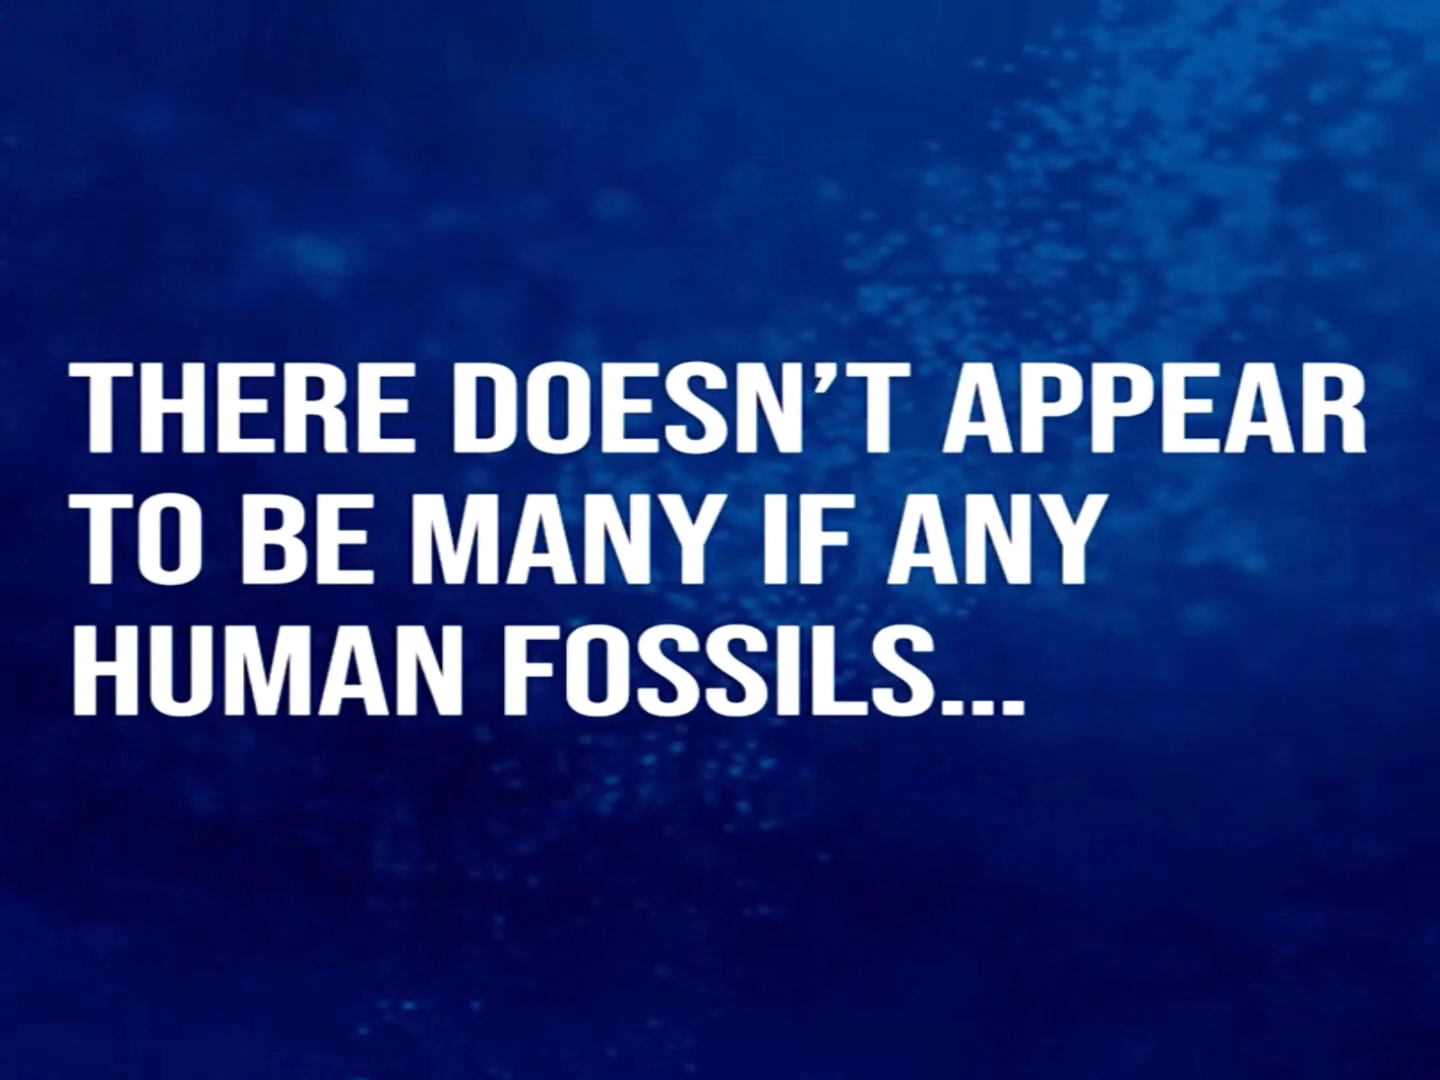 THERE DOESN’T APPEAR
TO BE MANY IF ANY
HUMAN FOSSILS...